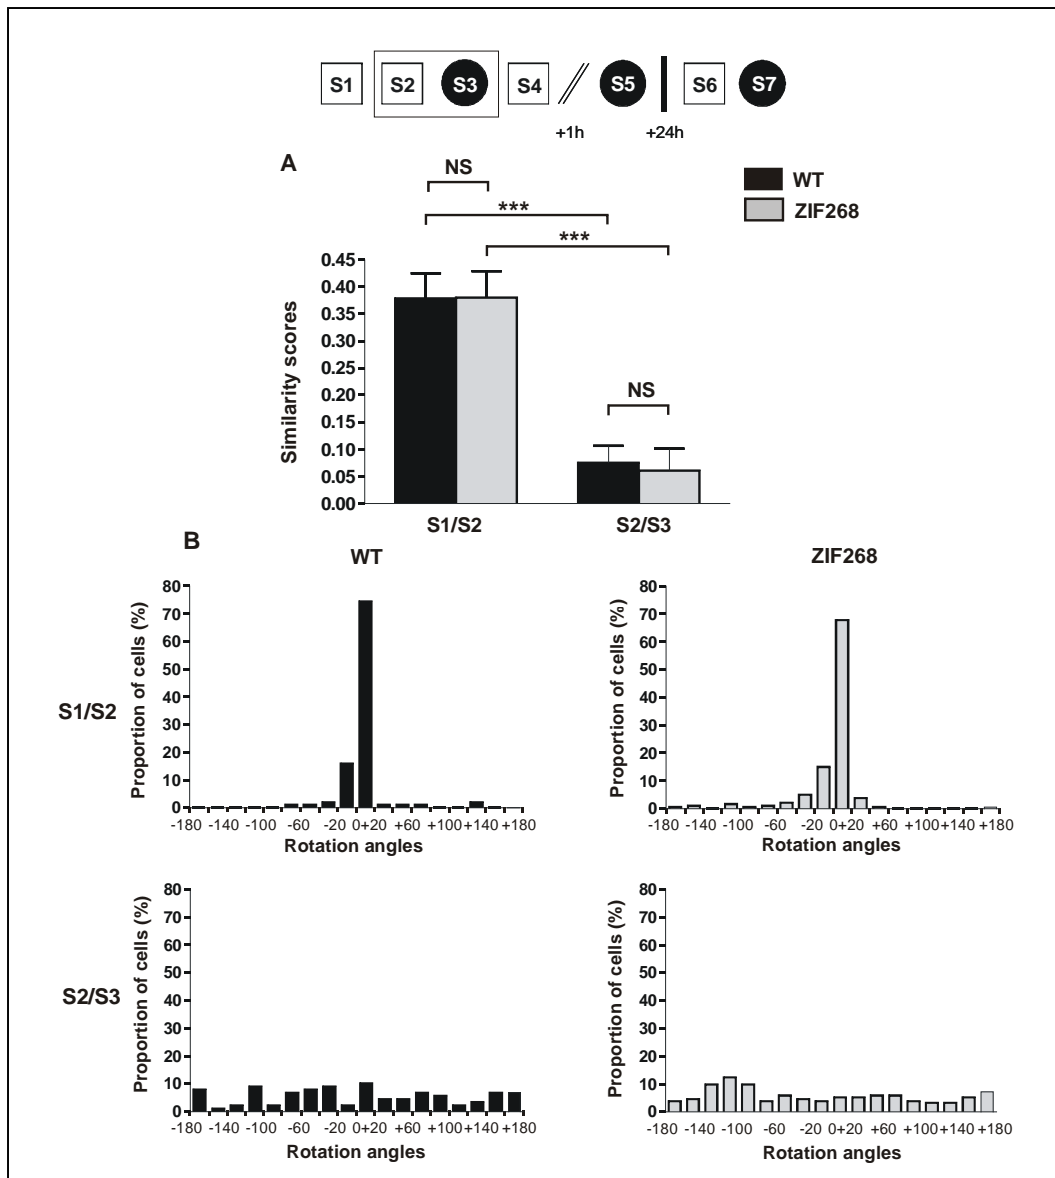 S1 S2 S3 S4 S5 S6 S7
+1h +24h
A
NS
***
***
WT
ZIF268
Similarity scores
0.45
0.40
0.35
0.30
0.25
0.20
0.15
0.10
0.05
0.00
NS
S1/S2 S2/S3
B
WT
ZIF268
S1/S2
Proportion of cells (%)
80
70
60
50
40
30
20
10
0
-180 -140 -100 -60 -20 0+20 +60 +100 +140 +180
Rotation angles
Proportion of cells (%)
80
70
60
50
40
30
20
10
0
-180 -140 -100 -60 -20 0+20 +60 +100 +140 +180
Rotation angles
S2/S3
Proportion of cells (%)
80
70
60
50
40
30
20
10
0
-180 -140 -100 -60 -20 0+20 +60 +100 +140 +180
Rotation angles
Proportion of cells (%)
80
70
60
50
40
30
20
10
0
-180 -140 -100 -60 -20 0+20 +60 +100 +140 +180
Rotation angles